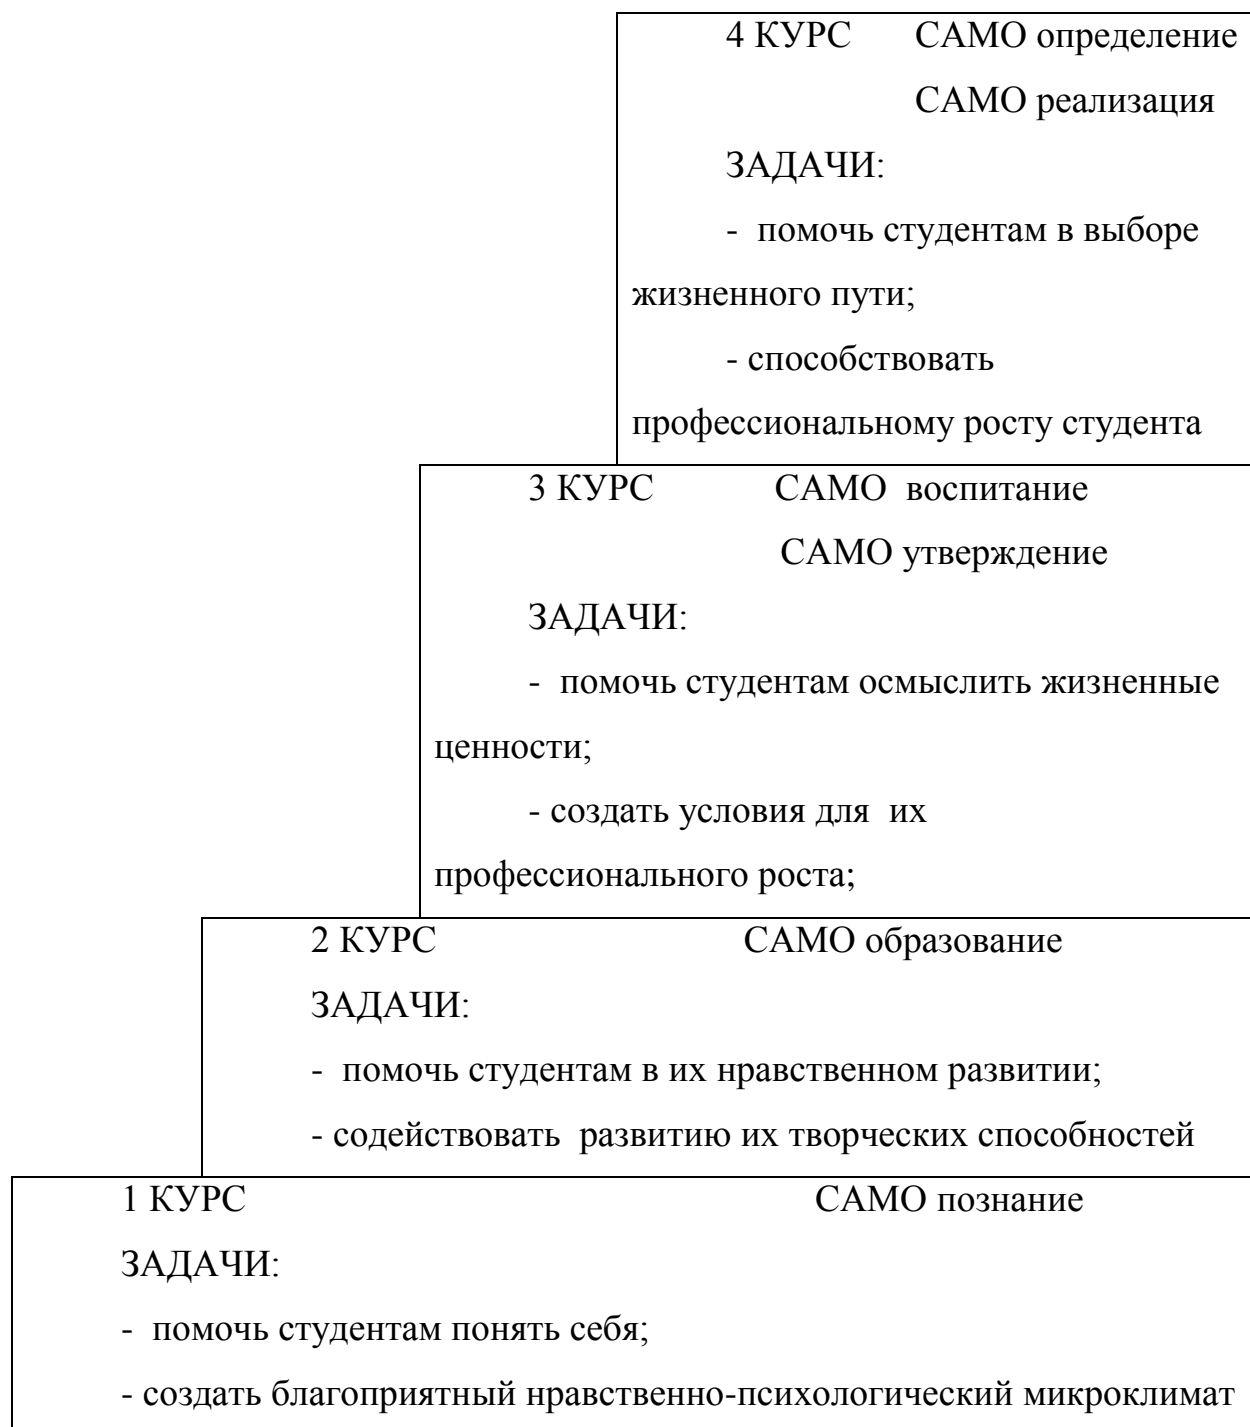 4 КУРС САМО определение
САМО реализация
ЗАДАЧИ:
- помочь студентам в выборе
жизненного пути;
- способствовать
профессиональному росту студента
3 КУРС САМО воспитание
САМО утверждение
ЗАДАЧИ:
- помочь студентам осмыслить жизненные
ценности;
- создать условия для их
профессионального роста;
2 КУРС САМО образование
ЗАДАЧИ:
- помочь студентам в их нравственном развитии;
- содействовать развитию их творческих способностей
1 КУРС САМО познание
ЗАДАЧИ:
- помочь студентам понять себя;
- создать благоприятный нравственно-психологический микроклимат